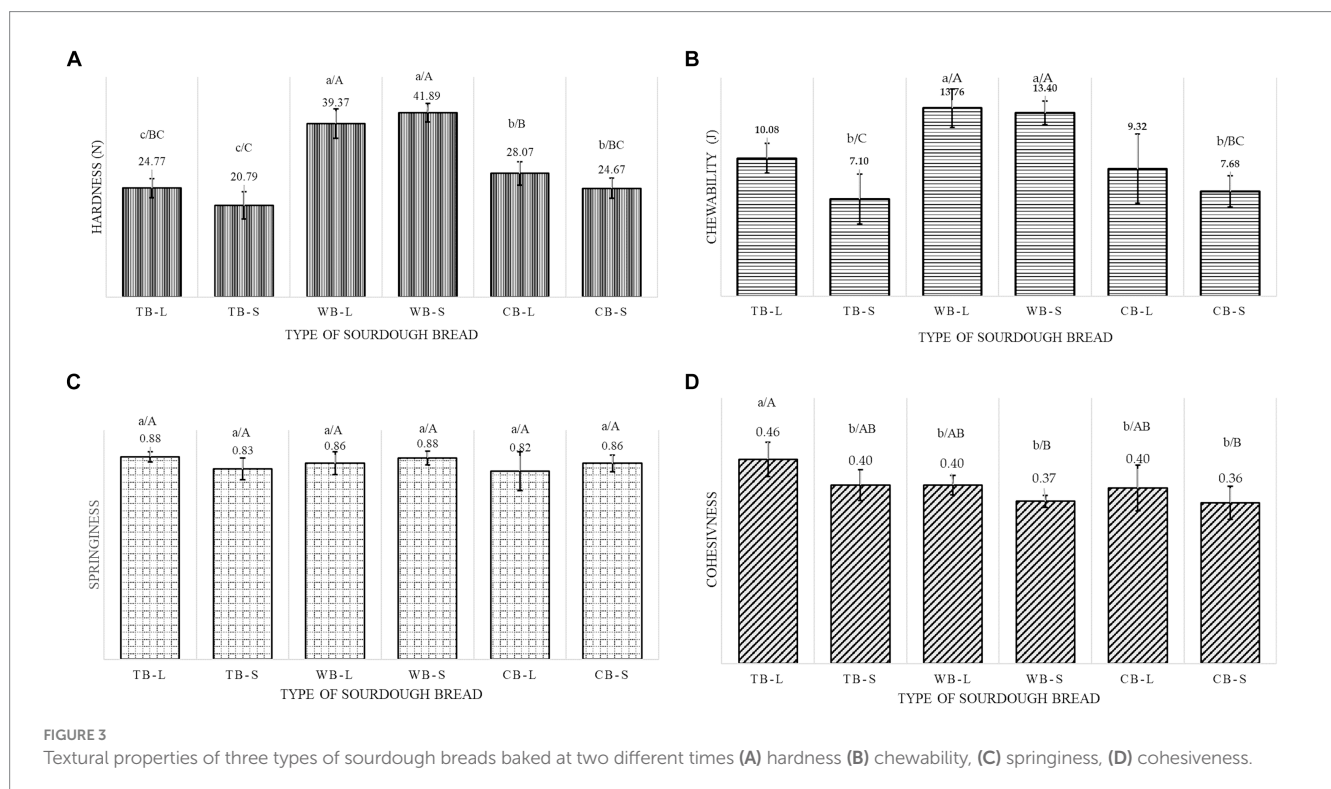 A
a/A
a/A
39.37
41.89
c/BC
b/B
b/BC
24.77
c/C
28.07
24.67
20.79
HARDNESS (N)
TB-L TB-S WB-L WB-S CB-L CB-S
TYPE OF SOURDOUGH BREAD
B
a/A
a/A
13.76
13.40
10.08
b/C
9.32
b/BC
7.10
7.68
CHEWABILITY (J)
TB-L TB-S WB-L WB-S CB-L CB-S
TYPE OF SOURDOUGH BREAD
C
a/A a/A a/A a/A a/A a/A
0.88 0.83 0.86 0.88 0.82 0.86
SPRINGINESS
TB-L TB-S WB-L WB-S CB-L CB-S
TYPE OF SOURDOUGH BREAD
D
a/A b/AB b/AB b/B b/AB b/B
0.46 0.40 0.40 0.37 0.40 0.36
COHESIVNESS
TB-L TB-S WB-L WB-S CB-L CB-S
TYPE OF SOURDOUGH BREAD
FIGURE 3
Textural properties of three types of sourdough breads baked at two different times (A) hardness (B) chewability, (C) springiness, (D) cohesiveness.